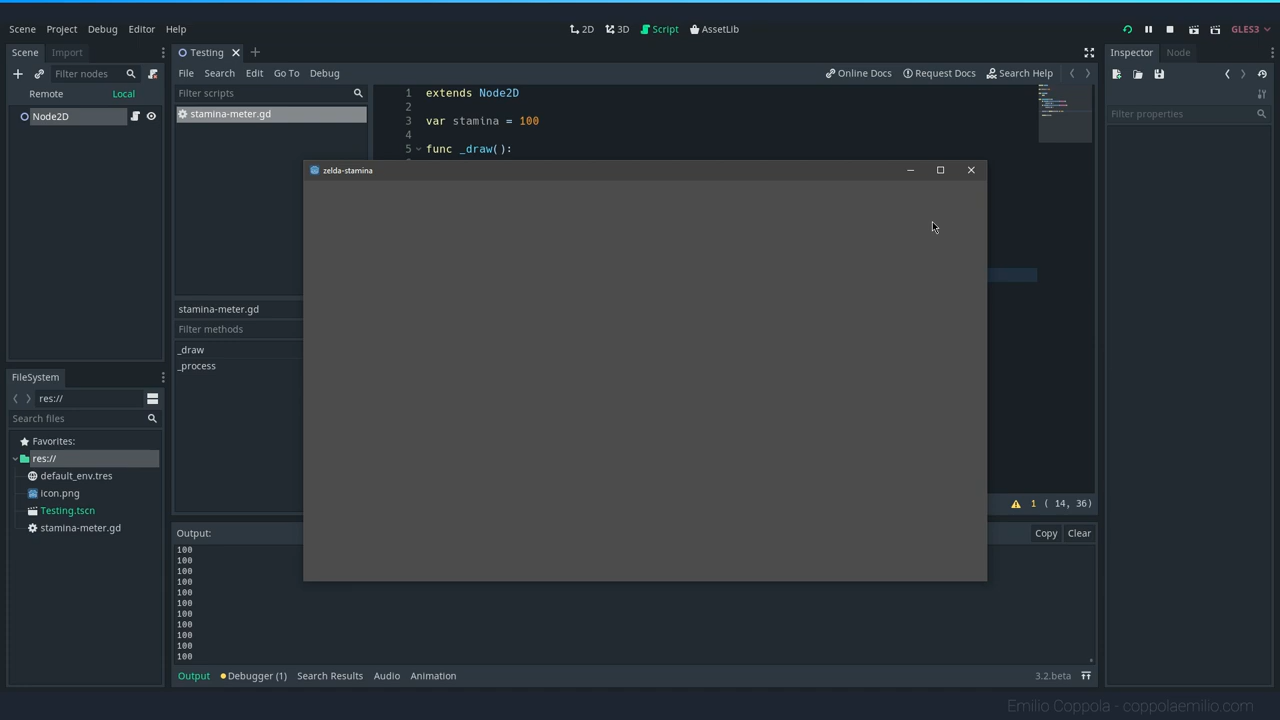 Scene Project Debug Editor Help
2D 3D Script AssetLib
GLES3
Scene Import
Filter nodes
Remote Local
Node2D
Testing
File Search Edit Go To Debug
Online Docs Request Docs Search Help
Filter scripts
stamina-meter.gd
1 extends Node2D
2
3 var stamina = 100
4
5 func _draw():
zelda-stamina
stamina-meter.gd
Filter methods
_draw
_process
1 ( 14, 36)
Inspector Node
Filter properties
FileSystem
res://
Search files
Favorites:
res://
default_env.tres
icon.png
Testing.tscn
stamina-meter.gd
Output:
Copy Clear
100
100
100
100
100
100
100
100
100
100
100
Output Debugger (1) Search Results Audio Animation
3.2.beta
Emilio Coppola - coppolaemilio.com